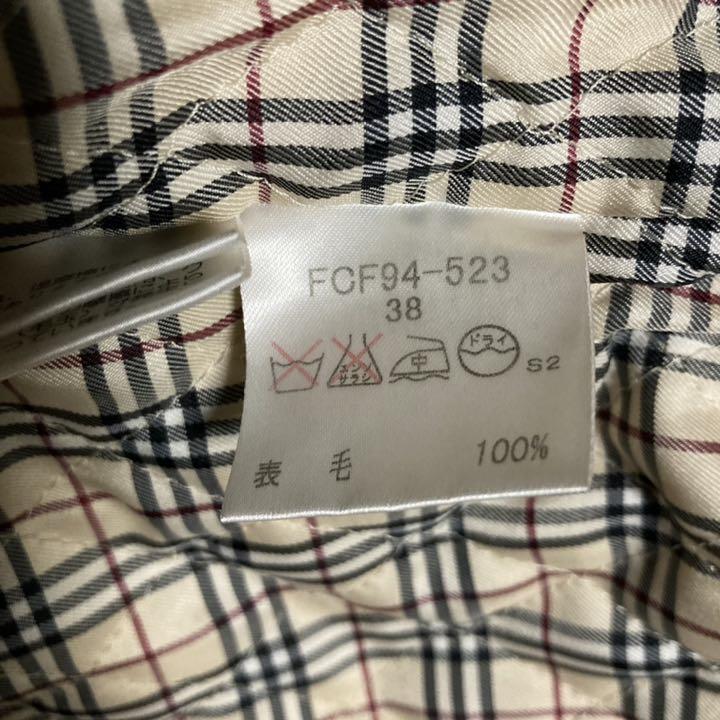 FCF94-523
38
エンソ
サラシ
中
ドライ
S2
表 毛 100%